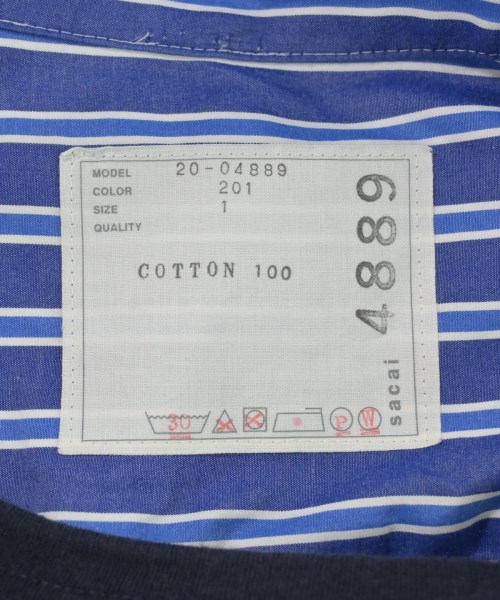 MODEL 20-04889
COLOR 201
SIZE 1
QUALITY
COTTON 100
30
P
W
sacai 4889